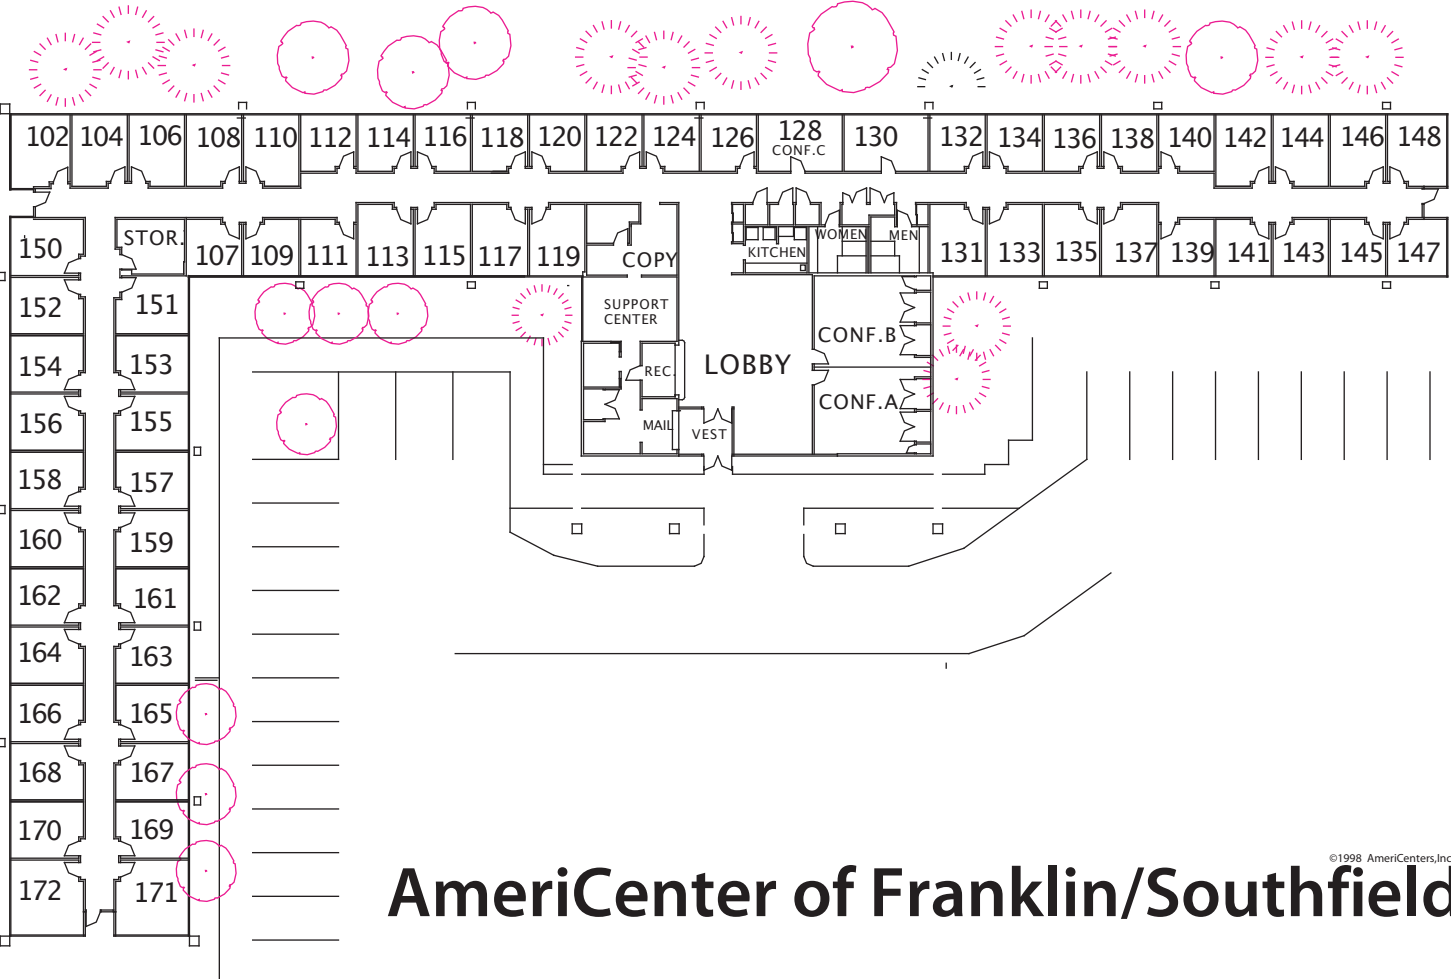 102 104 106 108 110 112 114 116 118 120 122 124 126 128 130 132 134 136 138 140 142 144 146 148
CONF.C
150 STOR. 107 109 111 113 115 117 119 COPY KITCHEN WOMEN MEN 131 133 135 137 139 141 143 145 147
152 151 SUPPORT
CENTER
CONF.B
154 153 REC. LOBBY
156 155 MAIL VEST CONF.A
158 157
160 159
162 161
164 163
166 165
168 167
170 169
172 171
©1998 AmeriCenters,Inc
AmeriCenter of Franklin/Southfield